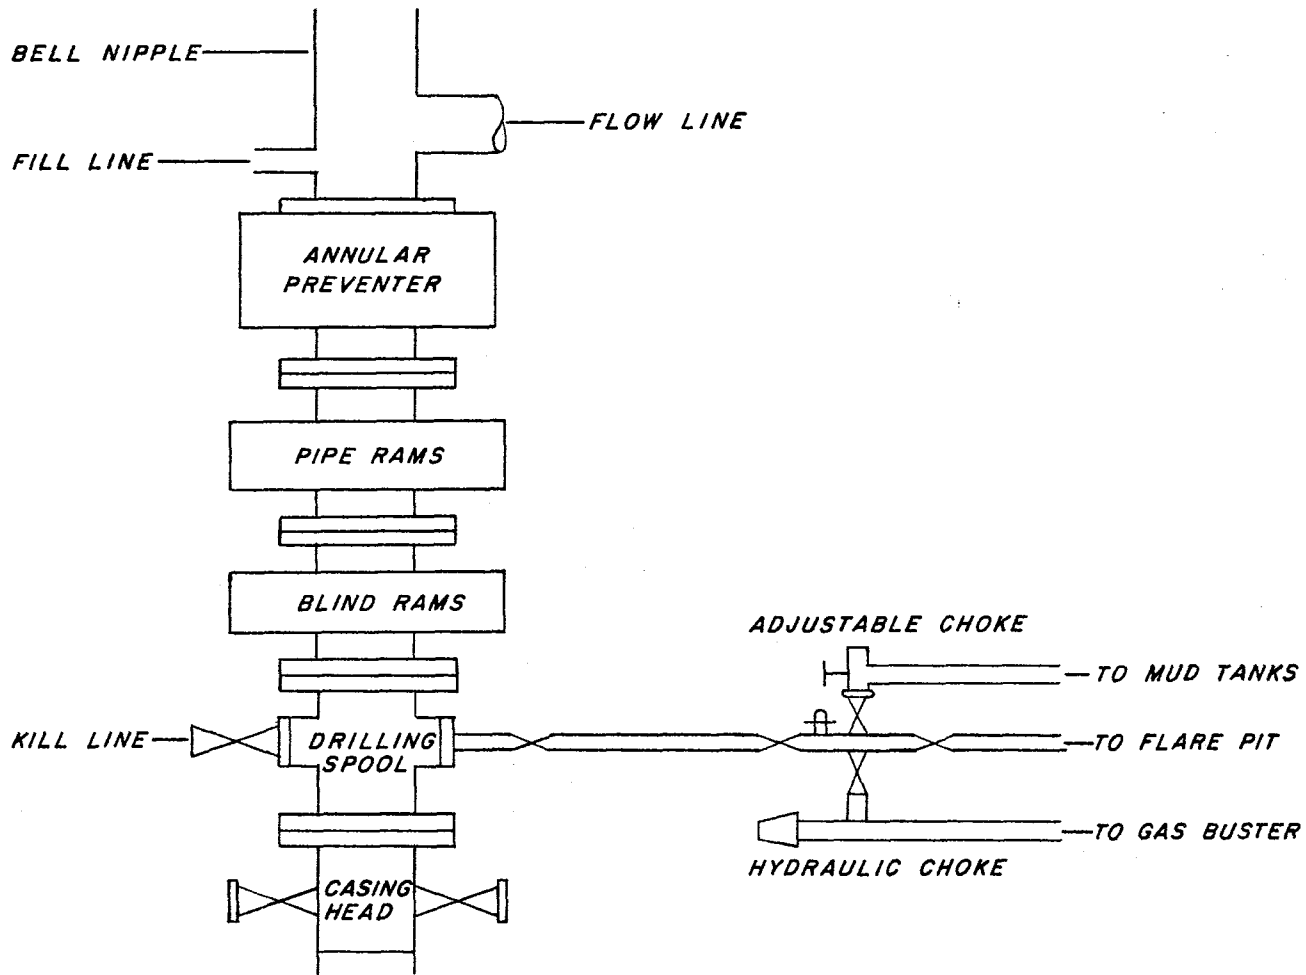 BELL NIPPLE
FLOW LINE
FILL LINE
ANNULAR
PREVENTER
PIPE RAMS
BLIND RAMS
ADJUSTABLE CHOKE
TO MUD TANKS
KILL LINE
DRILLING
SPOOL
TO FLARE PIT
TO GAS BUSTER
HYDRAULIC CHOKE
CASING
HEAD